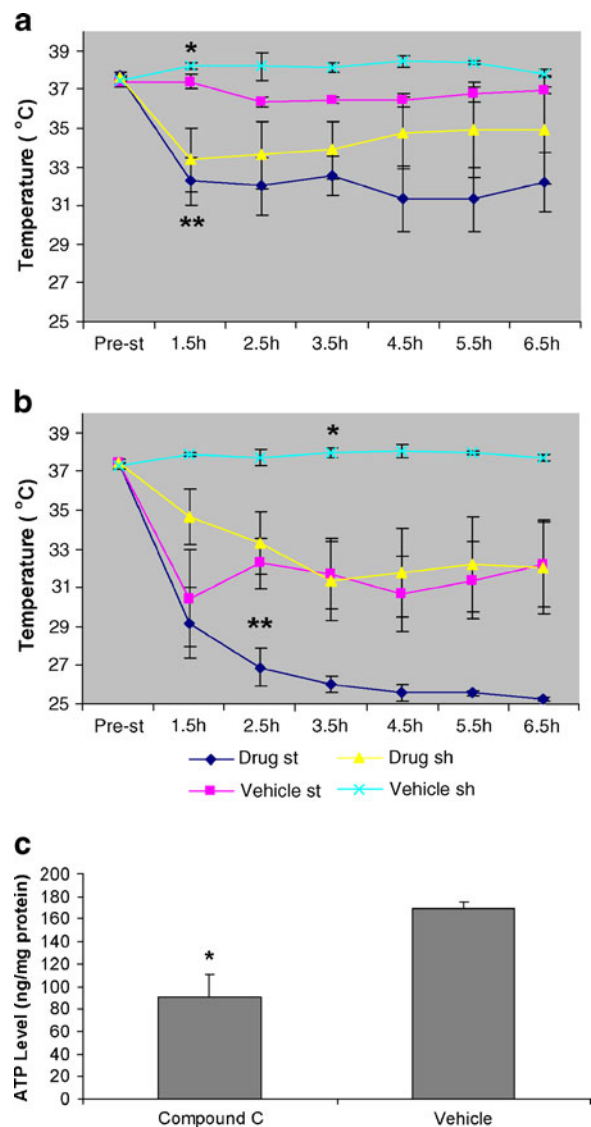 a
Temperature ( °C)
39
37
35
33
31
29
27
25
*
**
Pre-st 1.5h 2.5h 3.5h 4.5h 5.5h 6.5h
b
Temperature ( °C)
39
37
35
33
31
29
27
25
*
**
Pre-st 1.5h 2.5h 3.5h 4.5h 5.5h 6.5h
Drug st Drug sh
Vehicle st Vehicle sh
c
ATP Level (ng/mg protein)
200
180
160
140
120
100
80
60
40
20
0
*
Compound C Vehicle